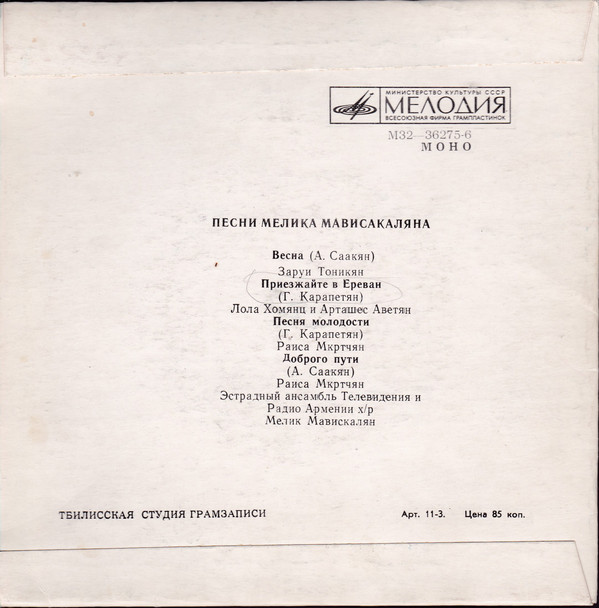 МИНИСТЕРСТВО КУЛЬТУРЫ СССР
МЕЛОДИЯ
ВСЕСОЮЗНАЯ ФИРМА ГРАМПЛАСТИНОК
М32—36275-6
МОНО
ПЕСНИ МЕЛИКА МАВИСАКАЛЯНА
Весна (А. Саакян)
Заруи Тоникян
Приезжайте в Ереван
(Г. Карапетян)
Лола Хомянц и Арташес Аветян
Песня молодости
(Г. Карапетян)
Раиса Мкртчян
Доброго пути
(А. Саакян)
Раиса Мкртчян
Эстрадный ансамбль Телевидения и
Радио Армении х/р
Мелик Мавискалян
ТБИЛИССКАЯ СТУДИЯ ГРАМЗАПИСИ
Арт. 11-3. Цена 85 коп.